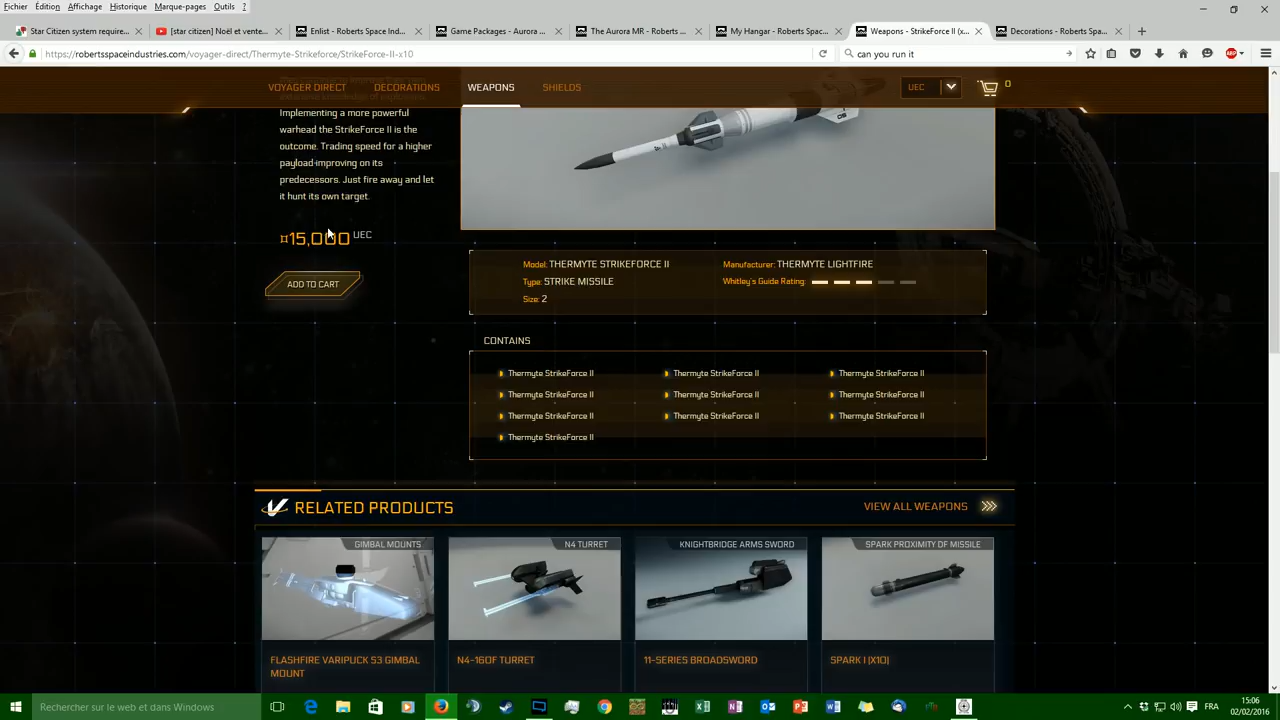 Fichier Édition Affichage Historique Marque-pages Outils ?
Star Citizen system require...
[star citizen] Noël et vente...
Enlist - Roberts Space Ind...
Game Packages - Aurora ...
The Aurora MR - Roberts ...
My Hangar - Roberts Spac...
Weapons - StrikeForce II (x...
Decorations - Roberts Spa...
https://robertsspaceindustries.com/voyager-direct/Thermyte-Strikeforce/StrikeForce-II-x10
can you run it
VOYAGER DIRECT
DECORATIONS
WEAPONS
SHIELDS
UEC
0
Implementing a more powerful
warhead the StrikeForce II is the
outcome. Trading speed for a higher
payload-improving on its
predecessors. Just fire away and let
it hunt its own target.
¤15,000 UEC
ADD TO CART
Model: THERMYTE STRIKEFORCE II
Type: STRIKE MISSILE
Size: 2
Manufacturer: THERMYTE LIGHTFIRE
Whitley's Guide Rating:
CONTAINS
Thermyte StrikeForce II Thermyte StrikeForce II Thermyte StrikeForce II
Thermyte StrikeForce II Thermyte StrikeForce II Thermyte StrikeForce II
Thermyte StrikeForce II Thermyte StrikeForce II Thermyte StrikeForce II
Thermyte StrikeForce II
RELATED PRODUCTS
VIEW ALL WEAPONS
GIMBAL MOUNTS
N4 TURRET
KNIGHTBRIDGE ARMS SWORD
SPARK PROXIMITY DF MISSILE
FLASHFIRE VARIPUCK S3 GIMBAL
MOUNT
N4-160F TURRET
11-SERIES BROADSWORD
SPARK I (X10)
Rechercher sur le web et dans Windows
FRA
15:06
02/02/2016